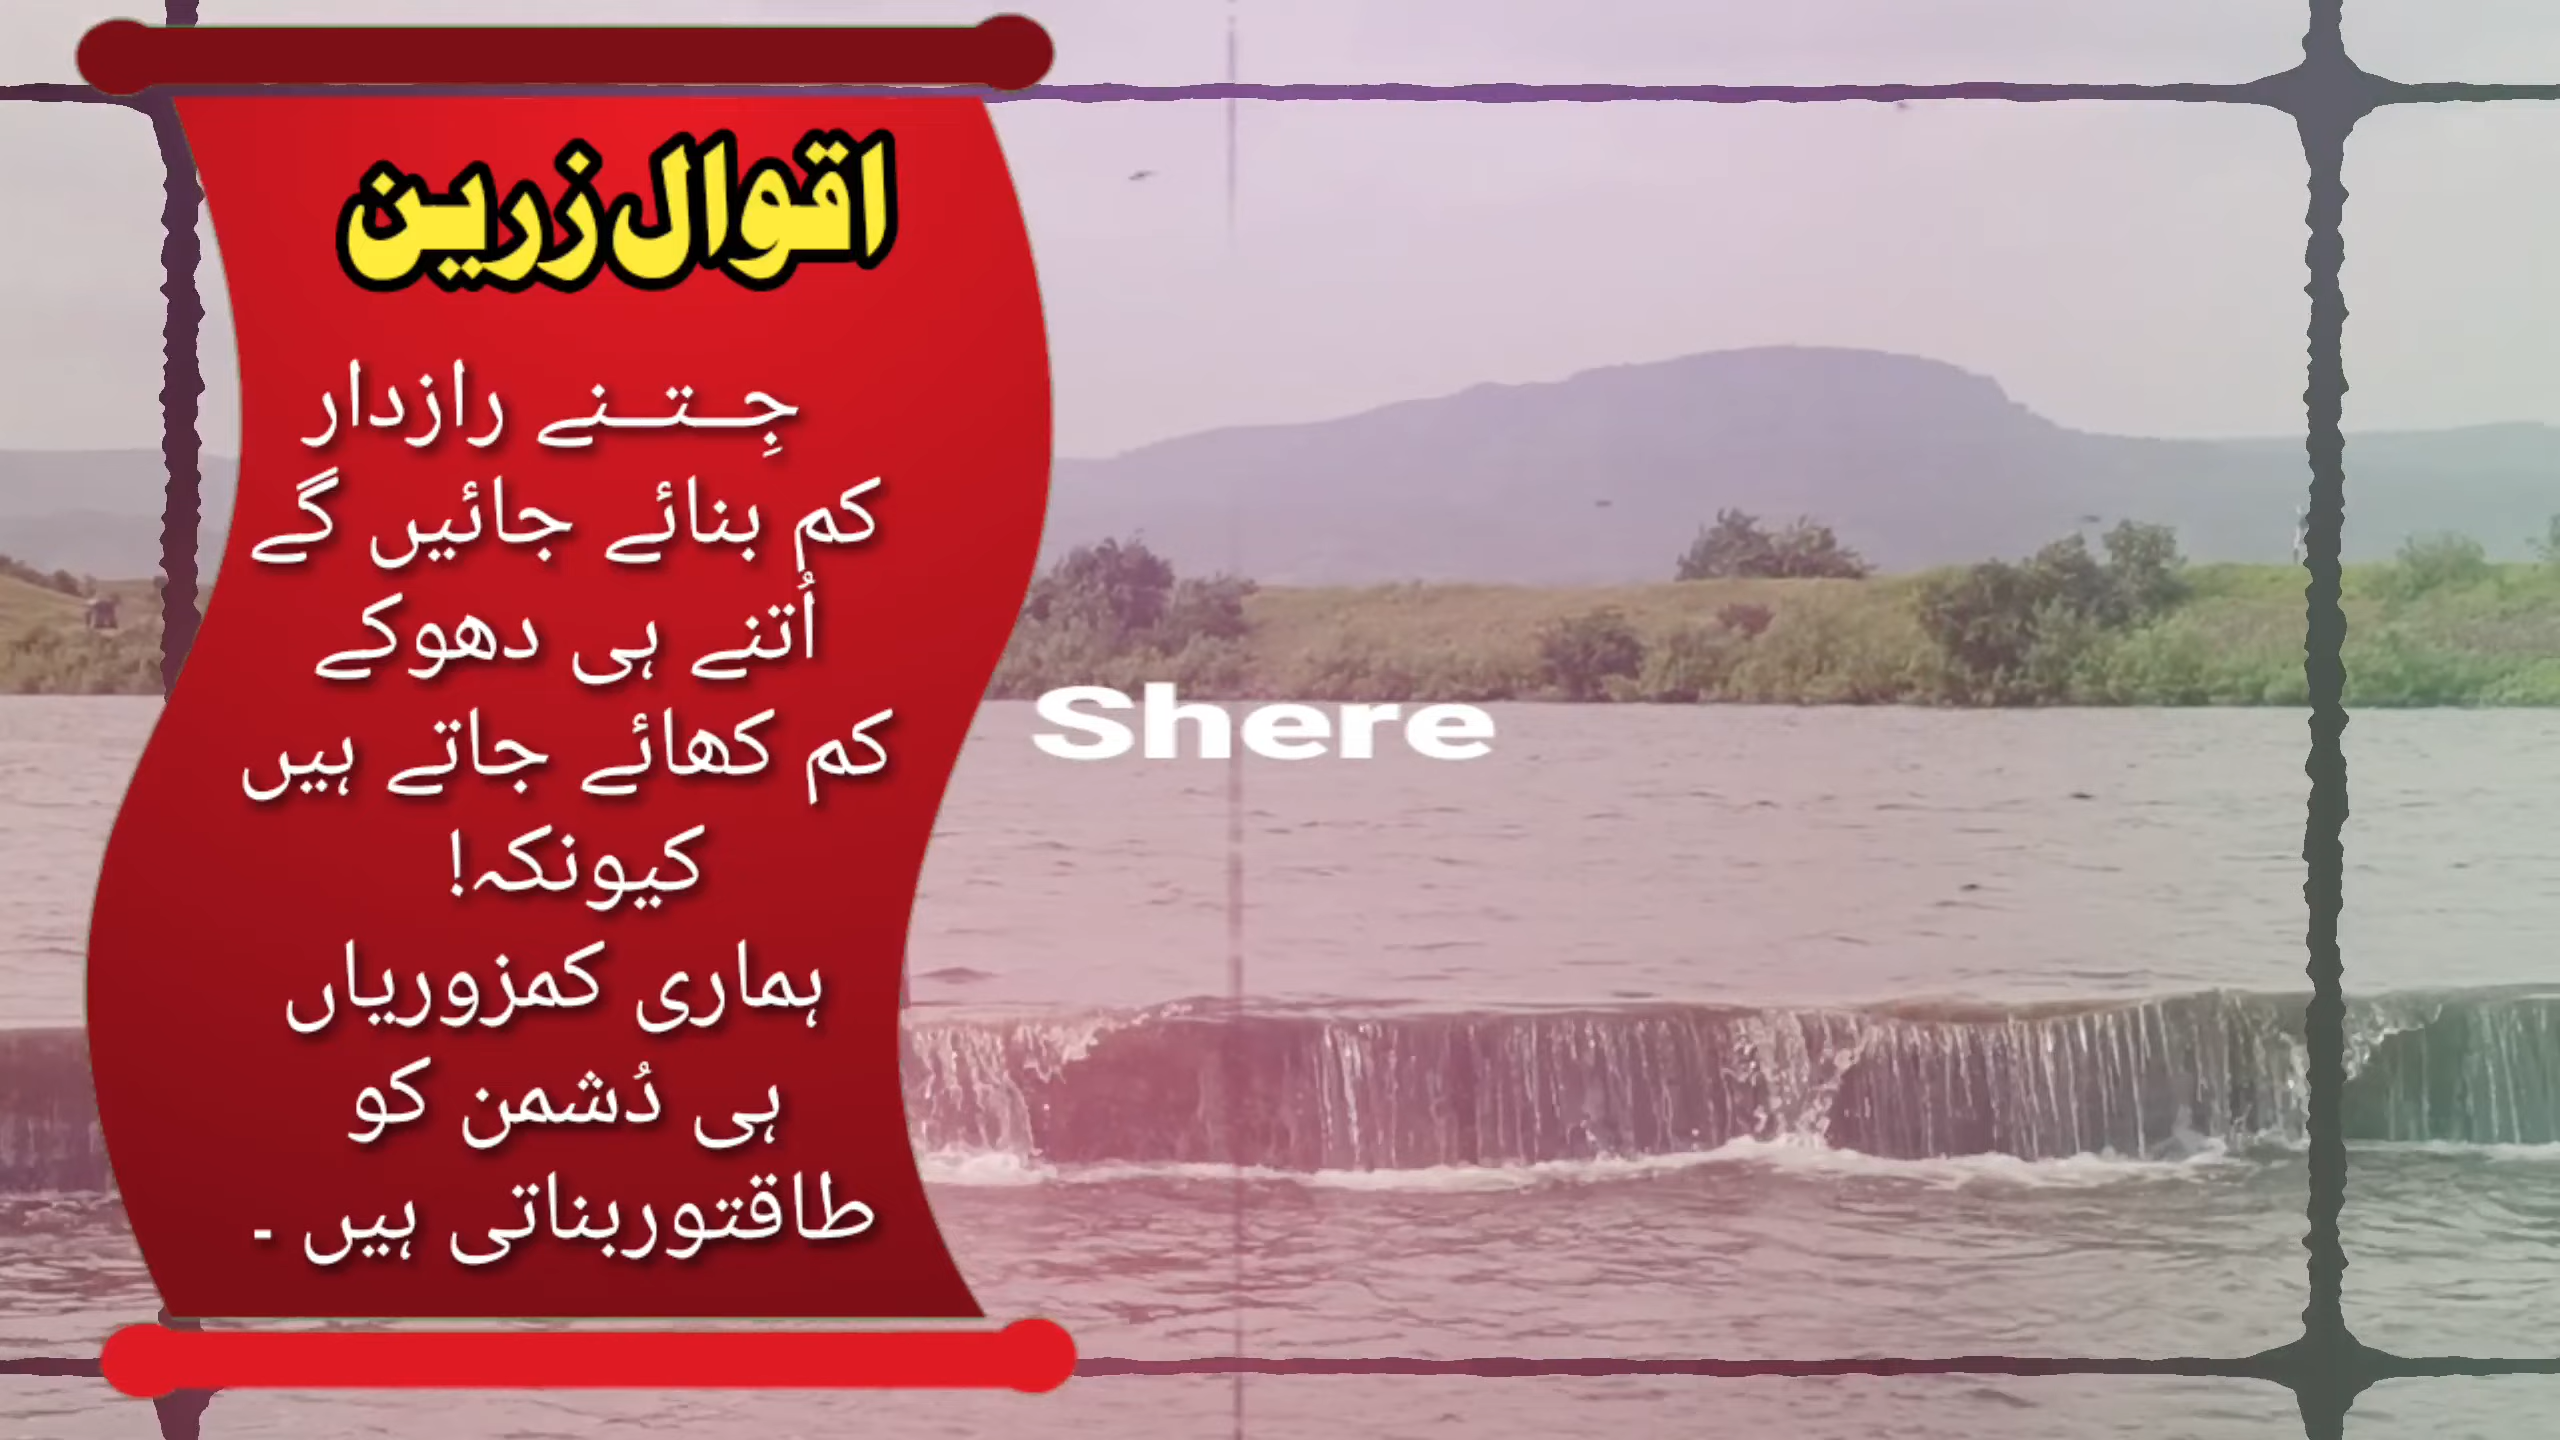 اقوال زرین
جِـــتـــنے رازدار
کم بنائے جائیں گے
اُتنے ہی دھوکے
کم کھائے جاتے ہیں
کیونکہ!
ہماری کمزوریاں
ہی دُشمن کو
طاقتوربناتی ہیں ۔
Shere